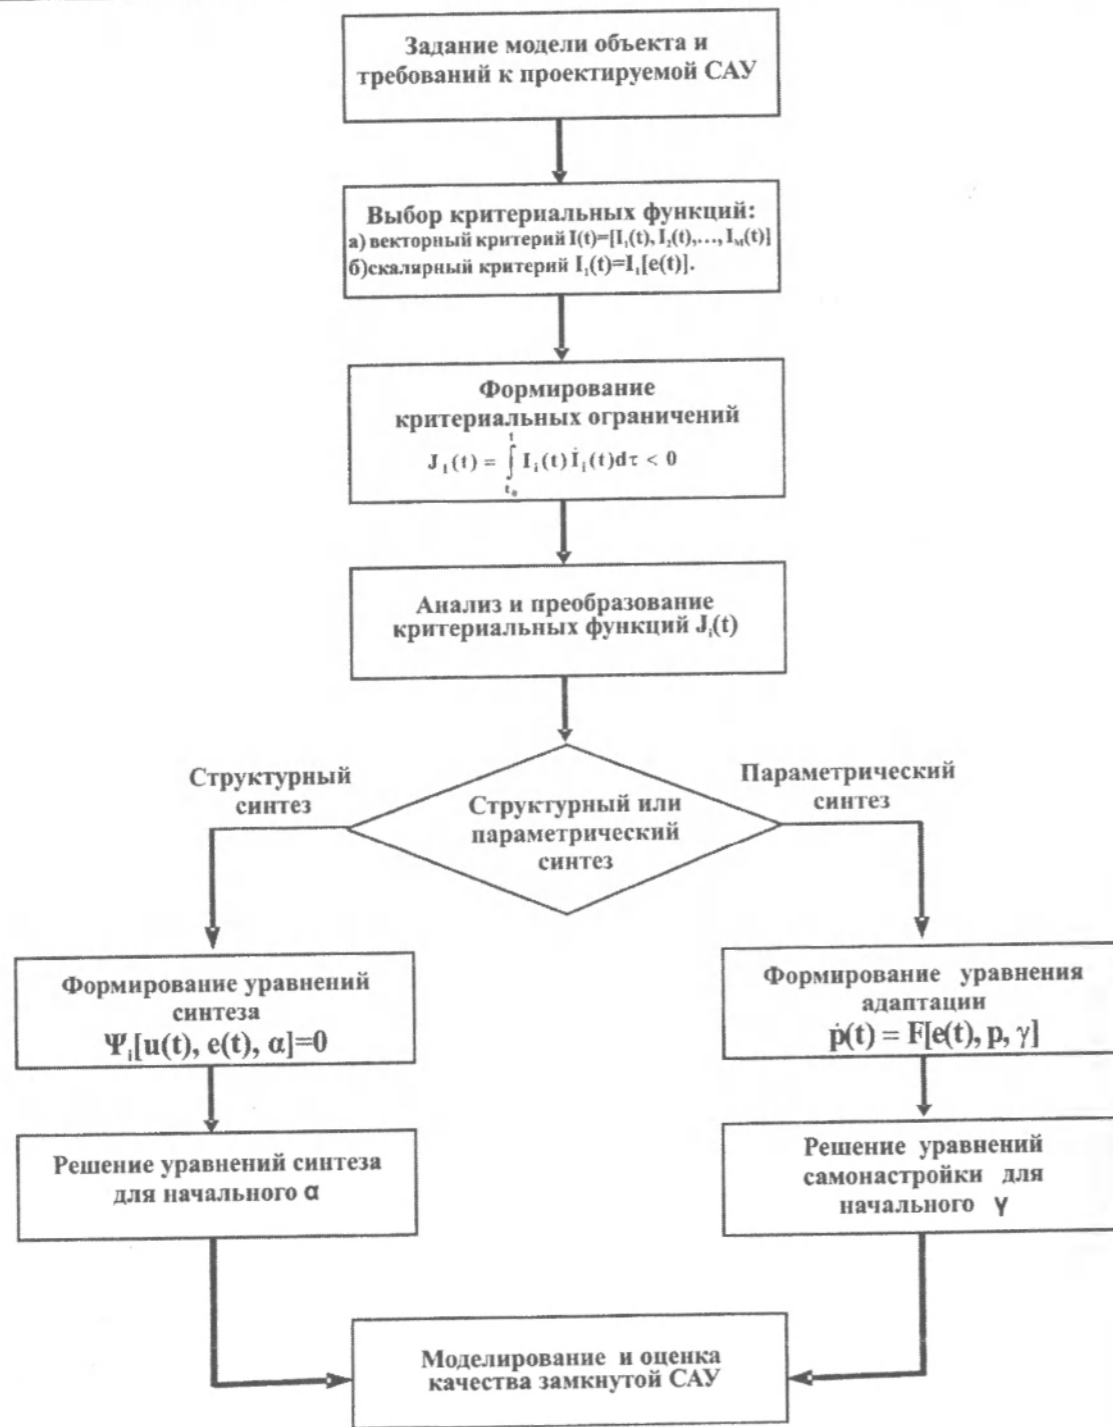 Задание модели объекта и
требований к проектируемой САУ
Выбор критериальных функций:
а) векторный критерий I(t)=[I₁(t), I₂(t),…, I_M(t)]
б)скалярный критерий I₁(t)=I₁[e(t)].
Формирование
критериальных ограничений
J₁(t) = ∫_{t₀}^{t} Iᵢ(t) İᵢ(t)dτ < 0
Анализ и преобразование
критериальных функций Jᵢ(t)
Структурный
синтез
Параметрический
синтез
Структурный или
параметрический
синтез
Формирование уравнений
синтеза
Ψᵢ[u(t), e(t), α]=0
Формирование уравнения
адаптации
ṗ(t) = F[e(t), p, γ]
Решение уравнений синтеза
для начального α
Решение уравнений
самонастройки для
начального γ
Моделирование и оценка
качества замкнутой САУ